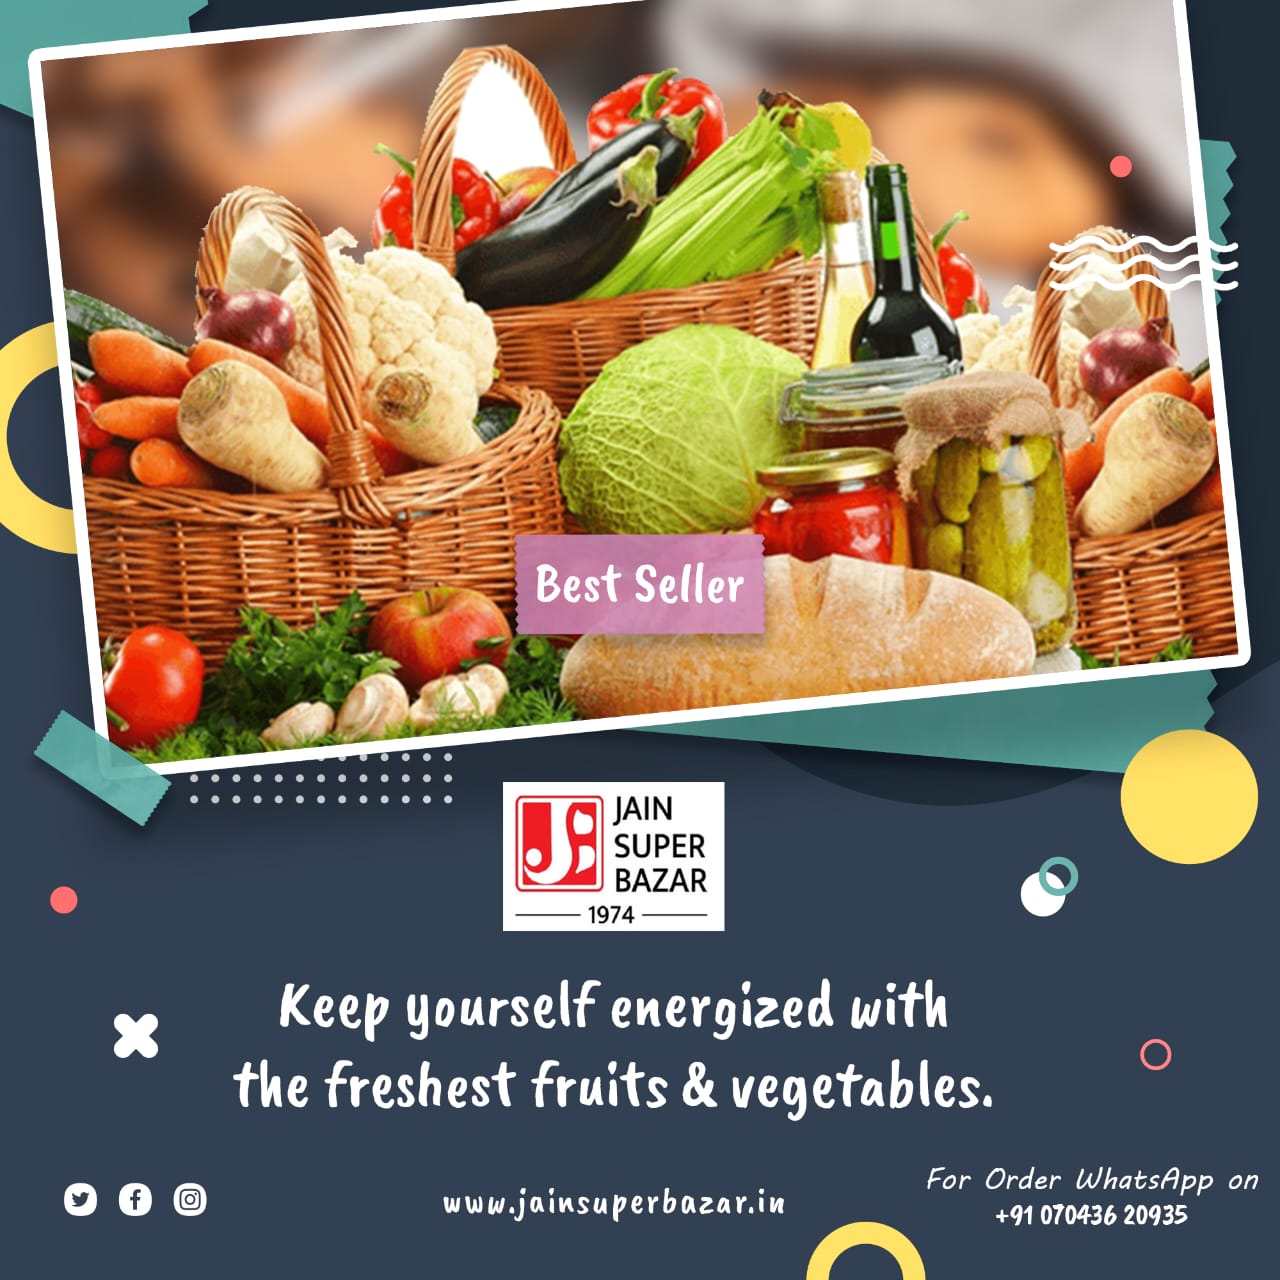 Best Seller
JAIN
SUPER
BAZAR
1974
Keep yourself energized with
the freshest fruits & vegetables.
www.jainsuperbazar.in
For Order WhatsApp on
+91 070436 20935